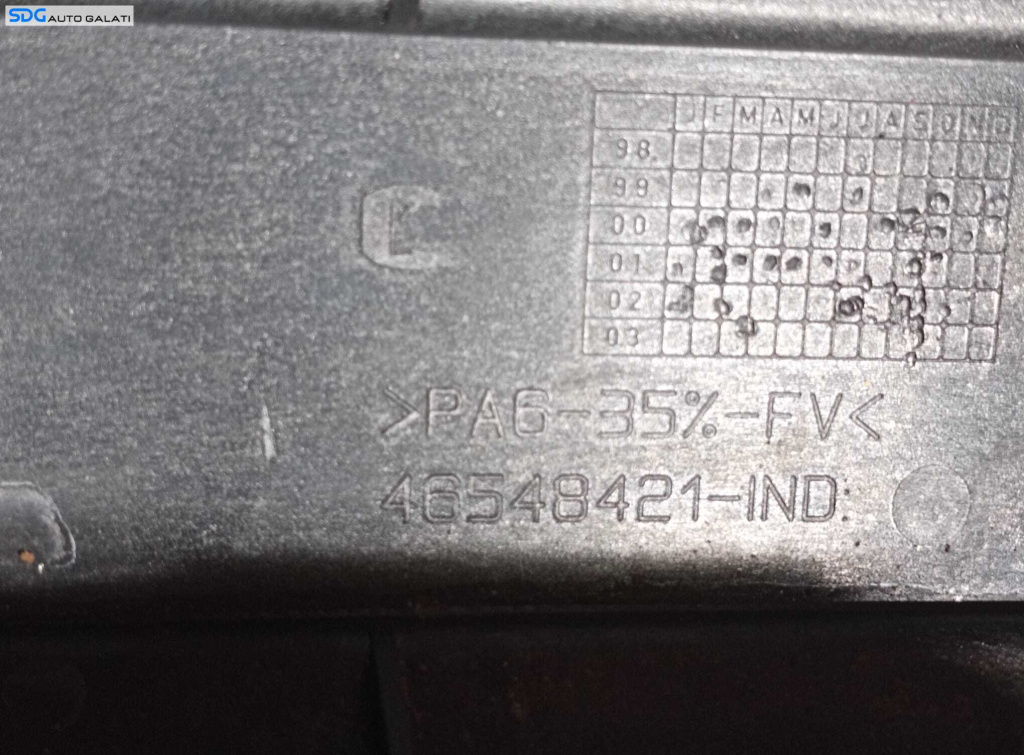 SDG AUTO GALATI
J F M A M J J A S O N D
98
99
00
01
02
03
C
>PA6-35%-FV<
46548421-IND: